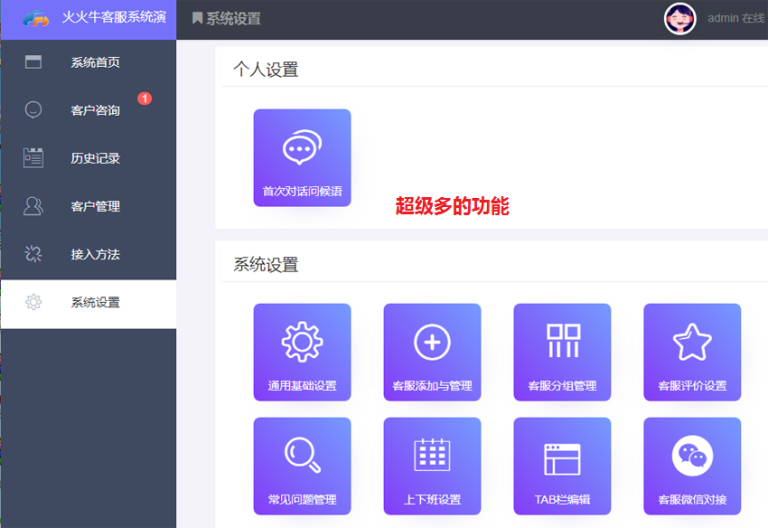 火火牛客服系统演
系统设置
admin 在线
系统首页
客户咨询
1
历史记录
客户管理
接入方法
系统设置
个人设置
首次对话问候语
超级多的功能
系统设置
通用基础设置
客服添加与管理
客服分组管理
客服评价设置
常见问题管理
上下班设置
TAB栏编辑
客服微信对接